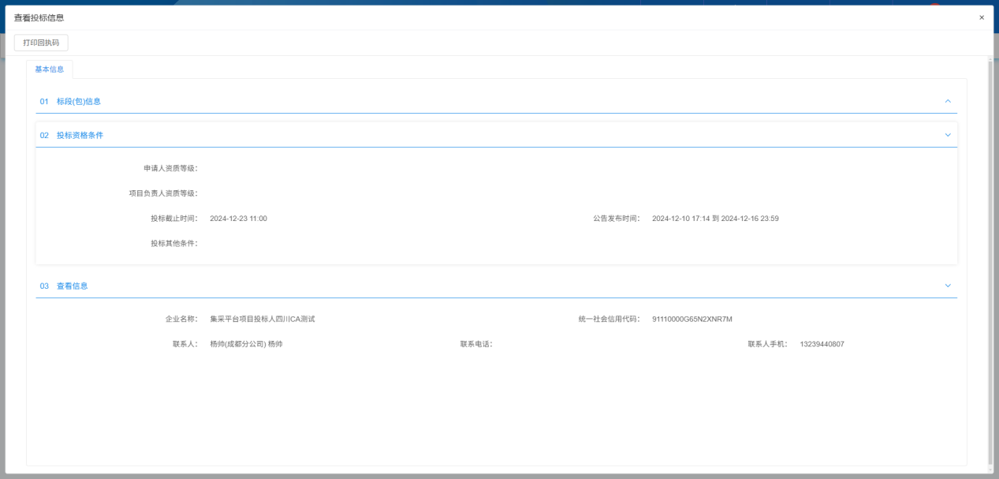 查看投标信息
×
打印回执码
基本信息
01 标段(包)信息
02 投标资格条件
申请人资质等级：
项目负责人资质等级：
投标截止时间： 2024-12-23 11:00 公告发布时间： 2024-12-10 17:14 到 2024-12-16 23:59
投标其他条件：
03 查看信息
企业名称： 集采平台项目投标人四川CA测试 统一社会信用代码： 91110000G65N2XNR7M
联系人： 杨帅(成都分公司) 杨帅 联系电话： 联系人手机： 13239440807